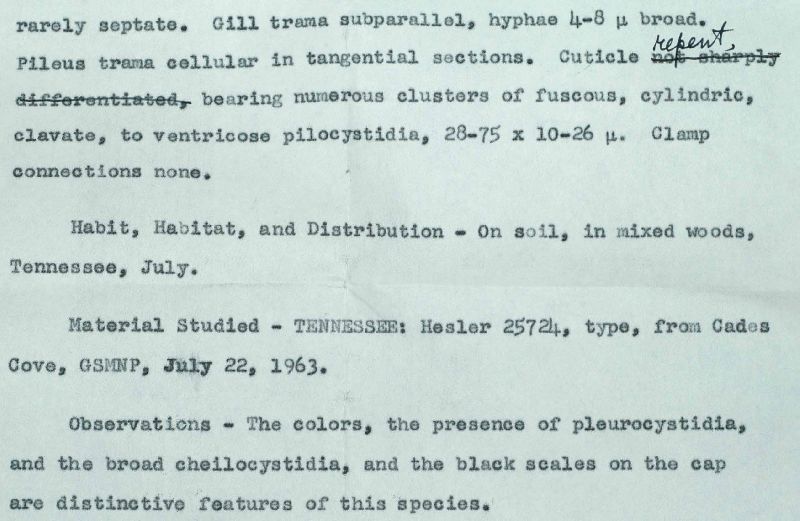 rarely septate. Gill trama subparallel, hyphae 4-8 μ broad.
repent,
Pileus trama cellular in tangential sections. Cuticle not sharply
differentiated, bearing numerous clusters of fuscous, cylindric,
clavate, to ventricose pilocystidia, 28-75 x 10-26 μ. Clamp
connections none.
Habit, Habitat, and Distribution - On soil, in mixed woods,
Tennessee, July.
Material Studied - TENNESSEE: Hesler 25724, type, from Cades
Cove, GSMNP, July 22, 1963.
Observations - The colors, the presence of pleurocystidia,
and the broad cheilocystidia, and the black scales on the cap
are distinctive features of this species.